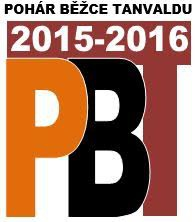 POHÁR BĚŽCE TANVALDU
2015-2016
PBT